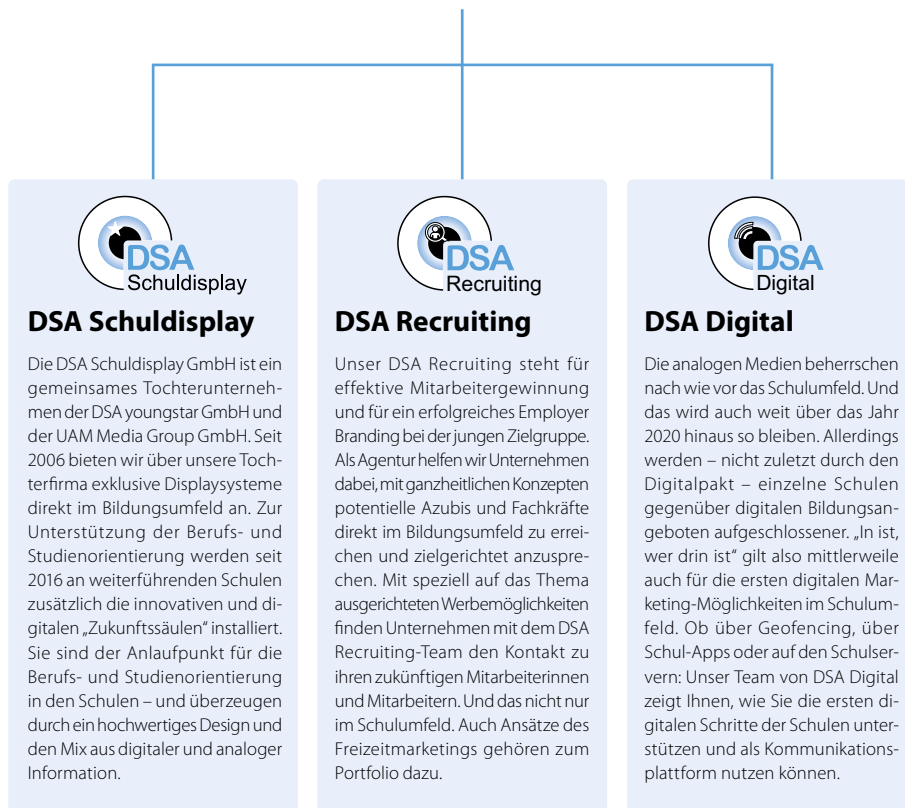 DSA
Schuldisplay
DSA Schuldisplay
Die DSA Schuldisplay GmbH ist ein
gemeinsames Tochterunterneh-
men der DSA youngstar GmbH und
der UAM Media Group GmbH. Seit
2006 bieten wir über unsere Toch-
terfirma exklusive Displaysysteme
direkt im Bildungsumfeld an. Zur
Unterstützung der Berufs- und
Studienorientierung werden seit
2016 an weiterführenden Schulen
zusätzlich die innovativen und di-
gitalen „Zukunftssäulen“ installiert.
Sie sind der Anlaufpunkt für die
Berufs- und Studienorientierung
in den Schulen – und überzeugen
durch ein hochwertiges Design und
den Mix aus digitaler und analoger
Information.
DSA
Recruiting
DSA Recruiting
Unser DSA Recruiting steht für
effektive Mitarbeitergewinnung
und für ein erfolgreiches Employer
Branding bei der jungen Zielgruppe.
Als Agentur helfen wir Unternehmen
dabei, mit ganzheitlichen Konzepten
potentielle Azubis und Fachkräfte
direkt im Bildungsumfeld zu errei-
chen und zielgerichtet anzuspre-
chen. Mit speziell auf das Thema
ausgerichteten Werbemöglichkeiten
finden Unternehmen mit dem DSA
Recruiting-Team den Kontakt zu
ihren zukünftigen Mitarbeiterinnen
und Mitarbeitern. Und das nicht nur
im Schulumfeld. Auch Ansätze des
Freizeitmarketings gehören zum
Portfolio dazu.
DSA
Digital
DSA Digital
Die analogen Medien beherrschen
nach wie vor das Schulumfeld. Und
das wird auch weit über das Jahr
2020 hinaus so bleiben. Allerdings
werden – nicht zuletzt durch den
Digitalpakt – einzelne Schulen
gegenüber digitalen Bildungsan-
geboten aufgeschlossener. „In ist,
wer drin ist“ gilt also mittlerweile
auch für die ersten digitalen Mar-
keting-Möglichkeiten im Schulum-
feld. Ob über Geofencing, über
Schul-Apps oder auf den Schulser-
vern: Unser Team von DSA Digital
zeigt Ihnen, wie Sie die ersten di-
gitalen Schritte der Schulen unter-
stützen und als Kommunikations-
plattform nutzen können.